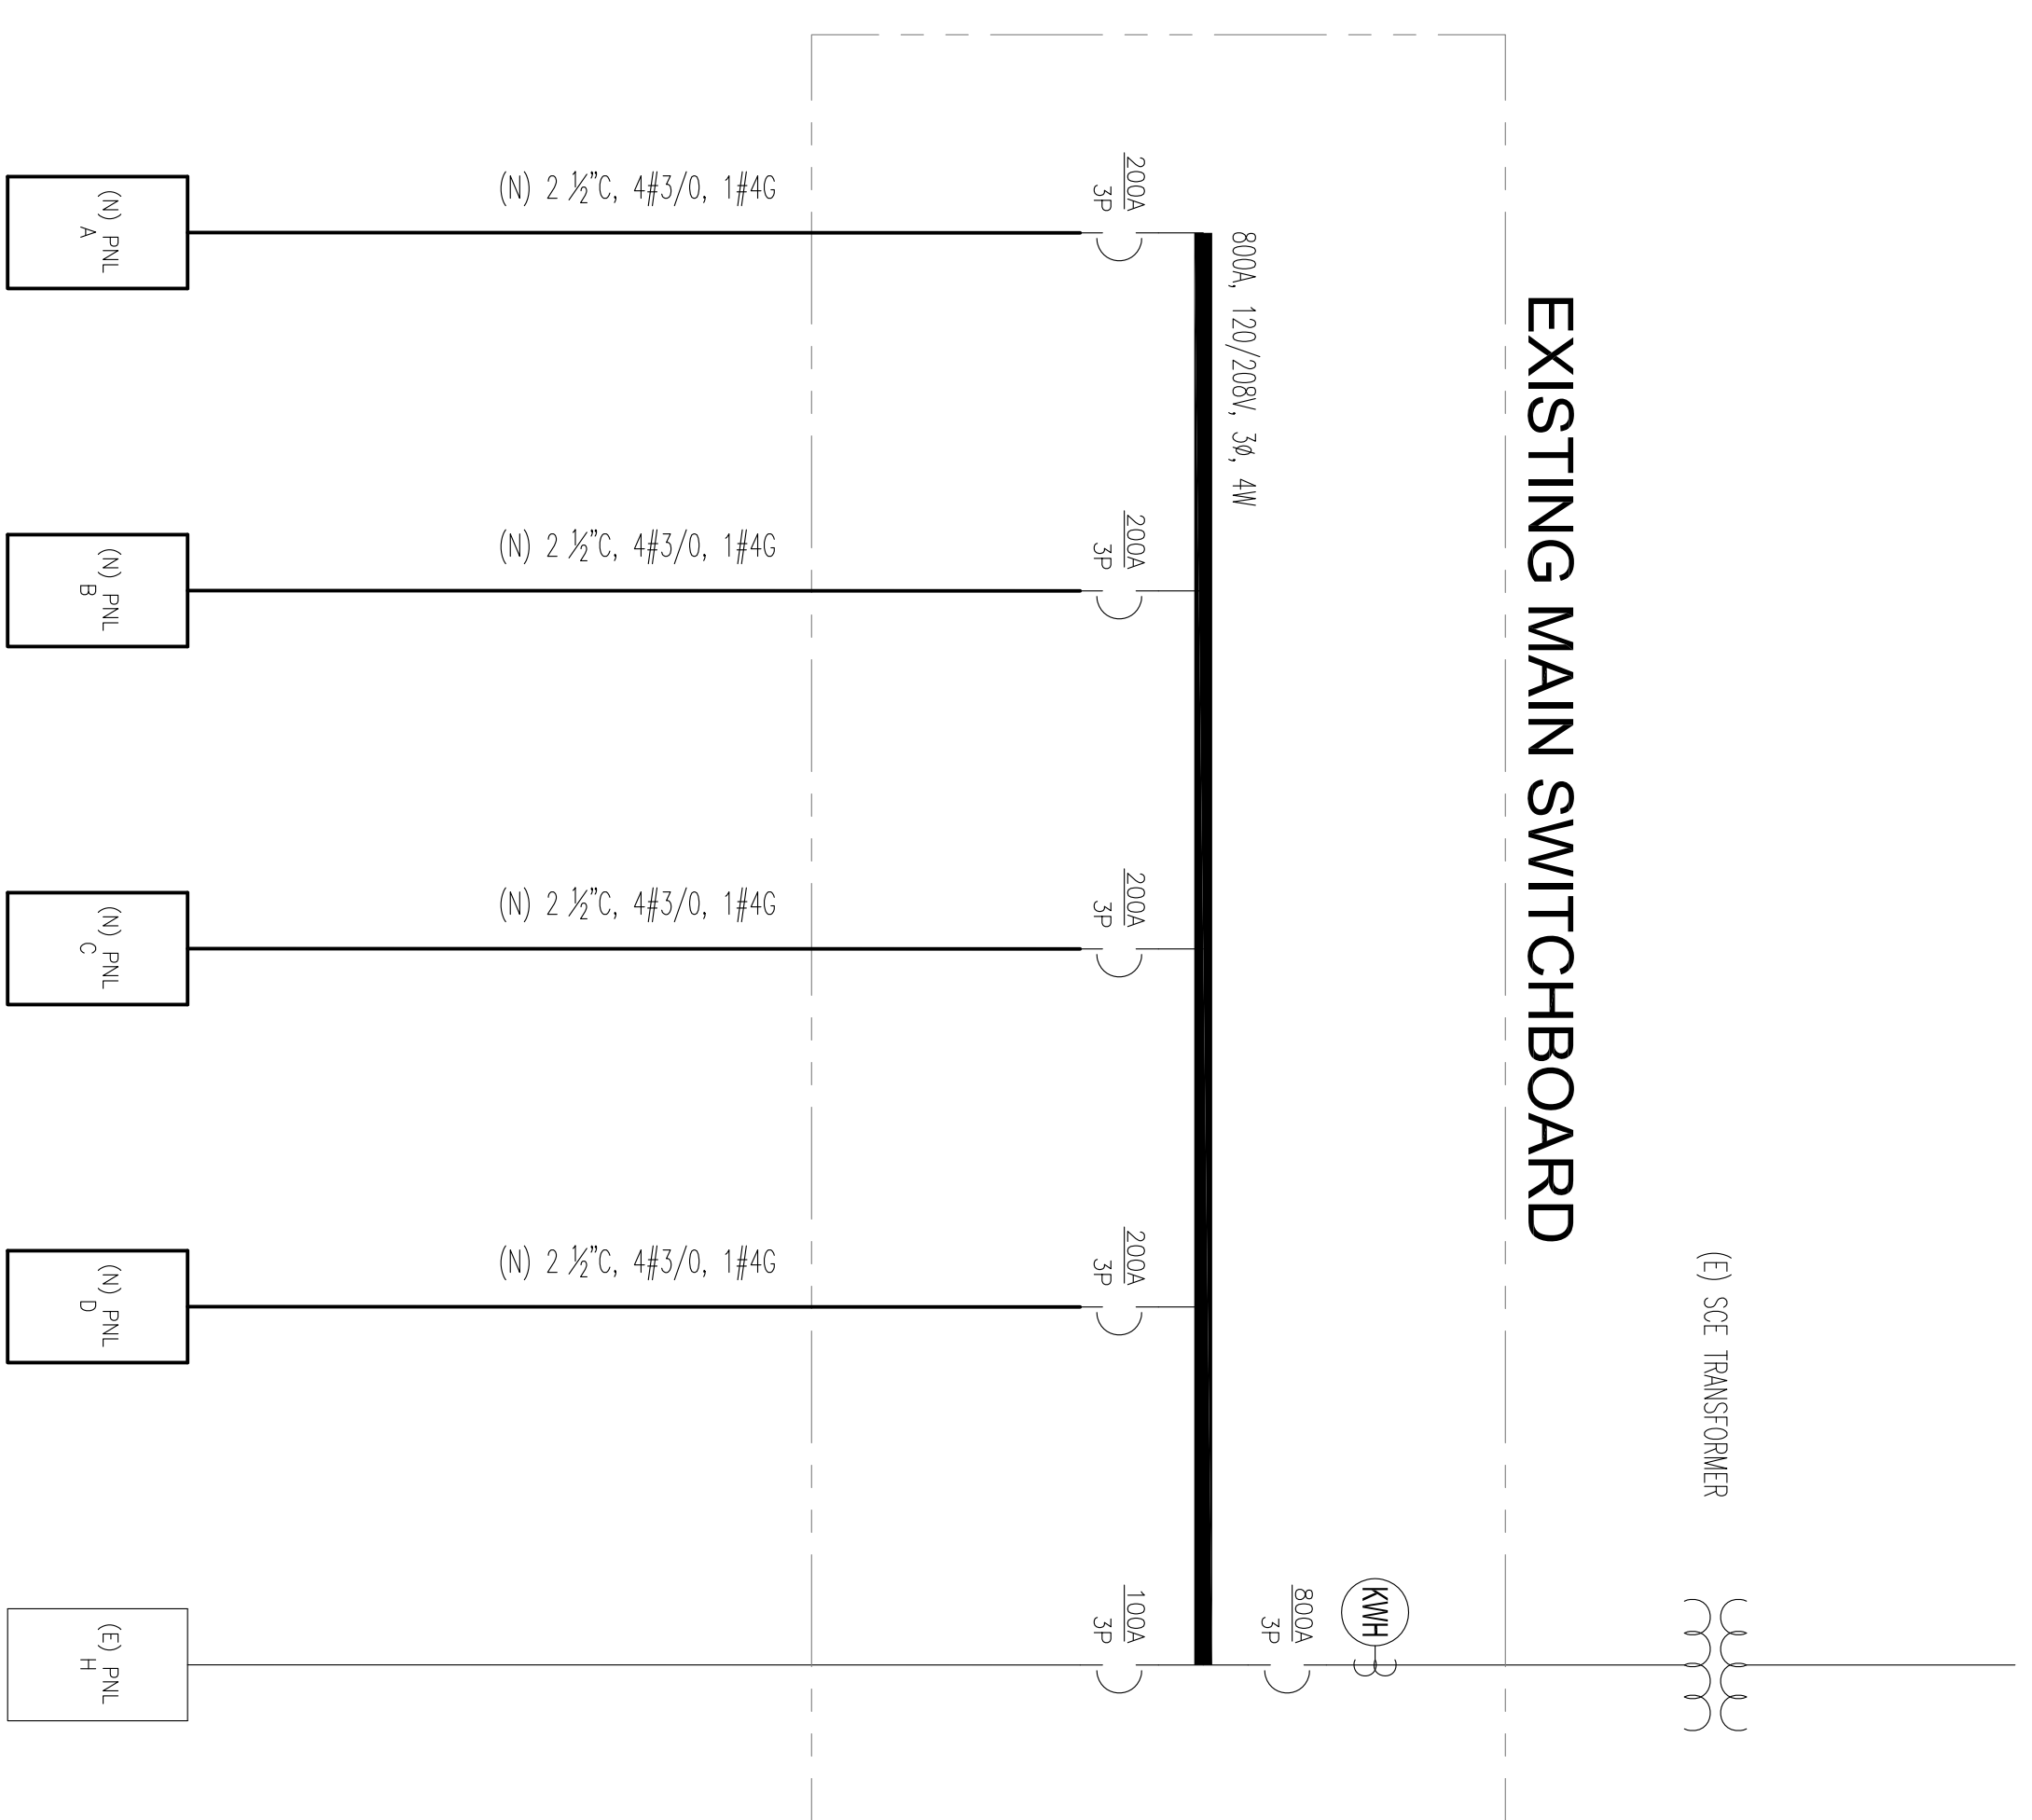 (E) SCE TRANSFORMER
EXISTING MAIN SWITCHBOARD
KWH
800A
3P
800A, 120/208V, 3ø, 4W
200A
3P
200A
3P
200A
3P
200A
3P
100A
3P
(N) 2 ½"C, 4#3/0, 1#4G
(N) 2 ½"C, 4#3/0, 1#4G
(N) 2 ½"C, 4#3/0, 1#4G
(N) 2 ½"C, 4#3/0, 1#4G
(N) PNL
A
(N) PNL
B
(N) PNL
C
(N) PNL
D
(E) PNL
H